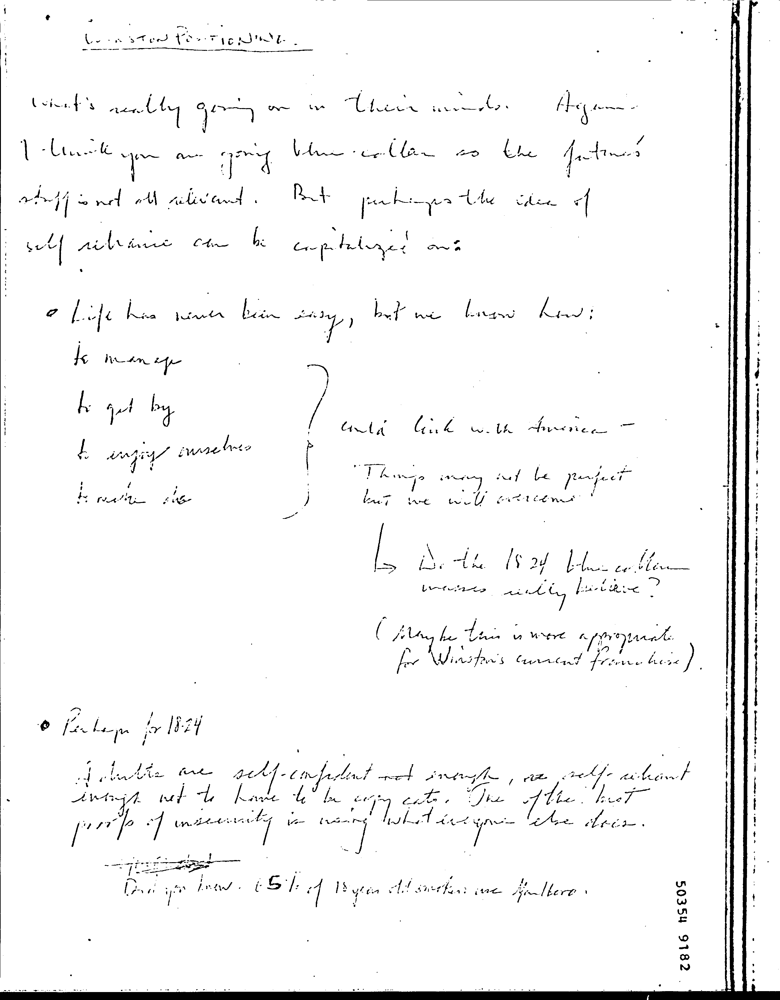 WINSTON POSITIONING.
what's really going on in their minds. Again
I think you are going blue-collar so the future's
stuff is not all relevant. But perhaps the idea of
self reliance can be capitalized on:
• Life has never been easy, but we know how:
to manage
to get by
to enjoy ourselves
to make do
could link with America –
"Things may not be perfect
but we will overcome"
Do the 18-24 blue collar
masses really believe?
(Maybe this is more appropriate
for Winston's current franchise).
• Perhaps for 18-24
Adults are self-confident enough, self-reliant
enough not to have to be copy cats. One of the best
proofs of insecurity is using what everyone else does.
Did you know. 65% of 18 year old smokers use Marlboro.
50354 9182